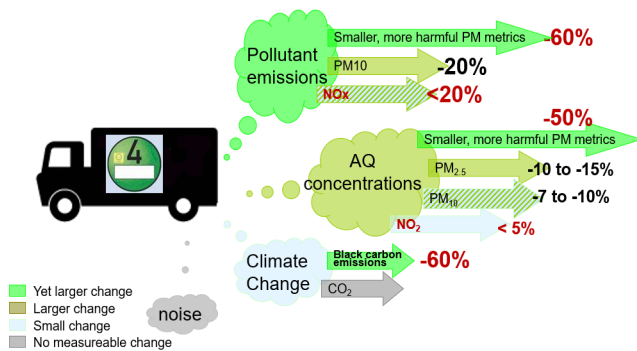 Smaller, more harmful PM metrics
-60%
Pollutant
emissions
PM10
-20%
NOx
<20%
-50%
Smaller, more harmful PM metrics
4
AQ
concentrations
PM2.5
-10 to -15%
PM10
-7 to -10%
NO2
< 5%
Climate
Change
Black carbon
emissions
-60%
CO2
noise
Yet larger change
Larger change
Small change
No measureable change